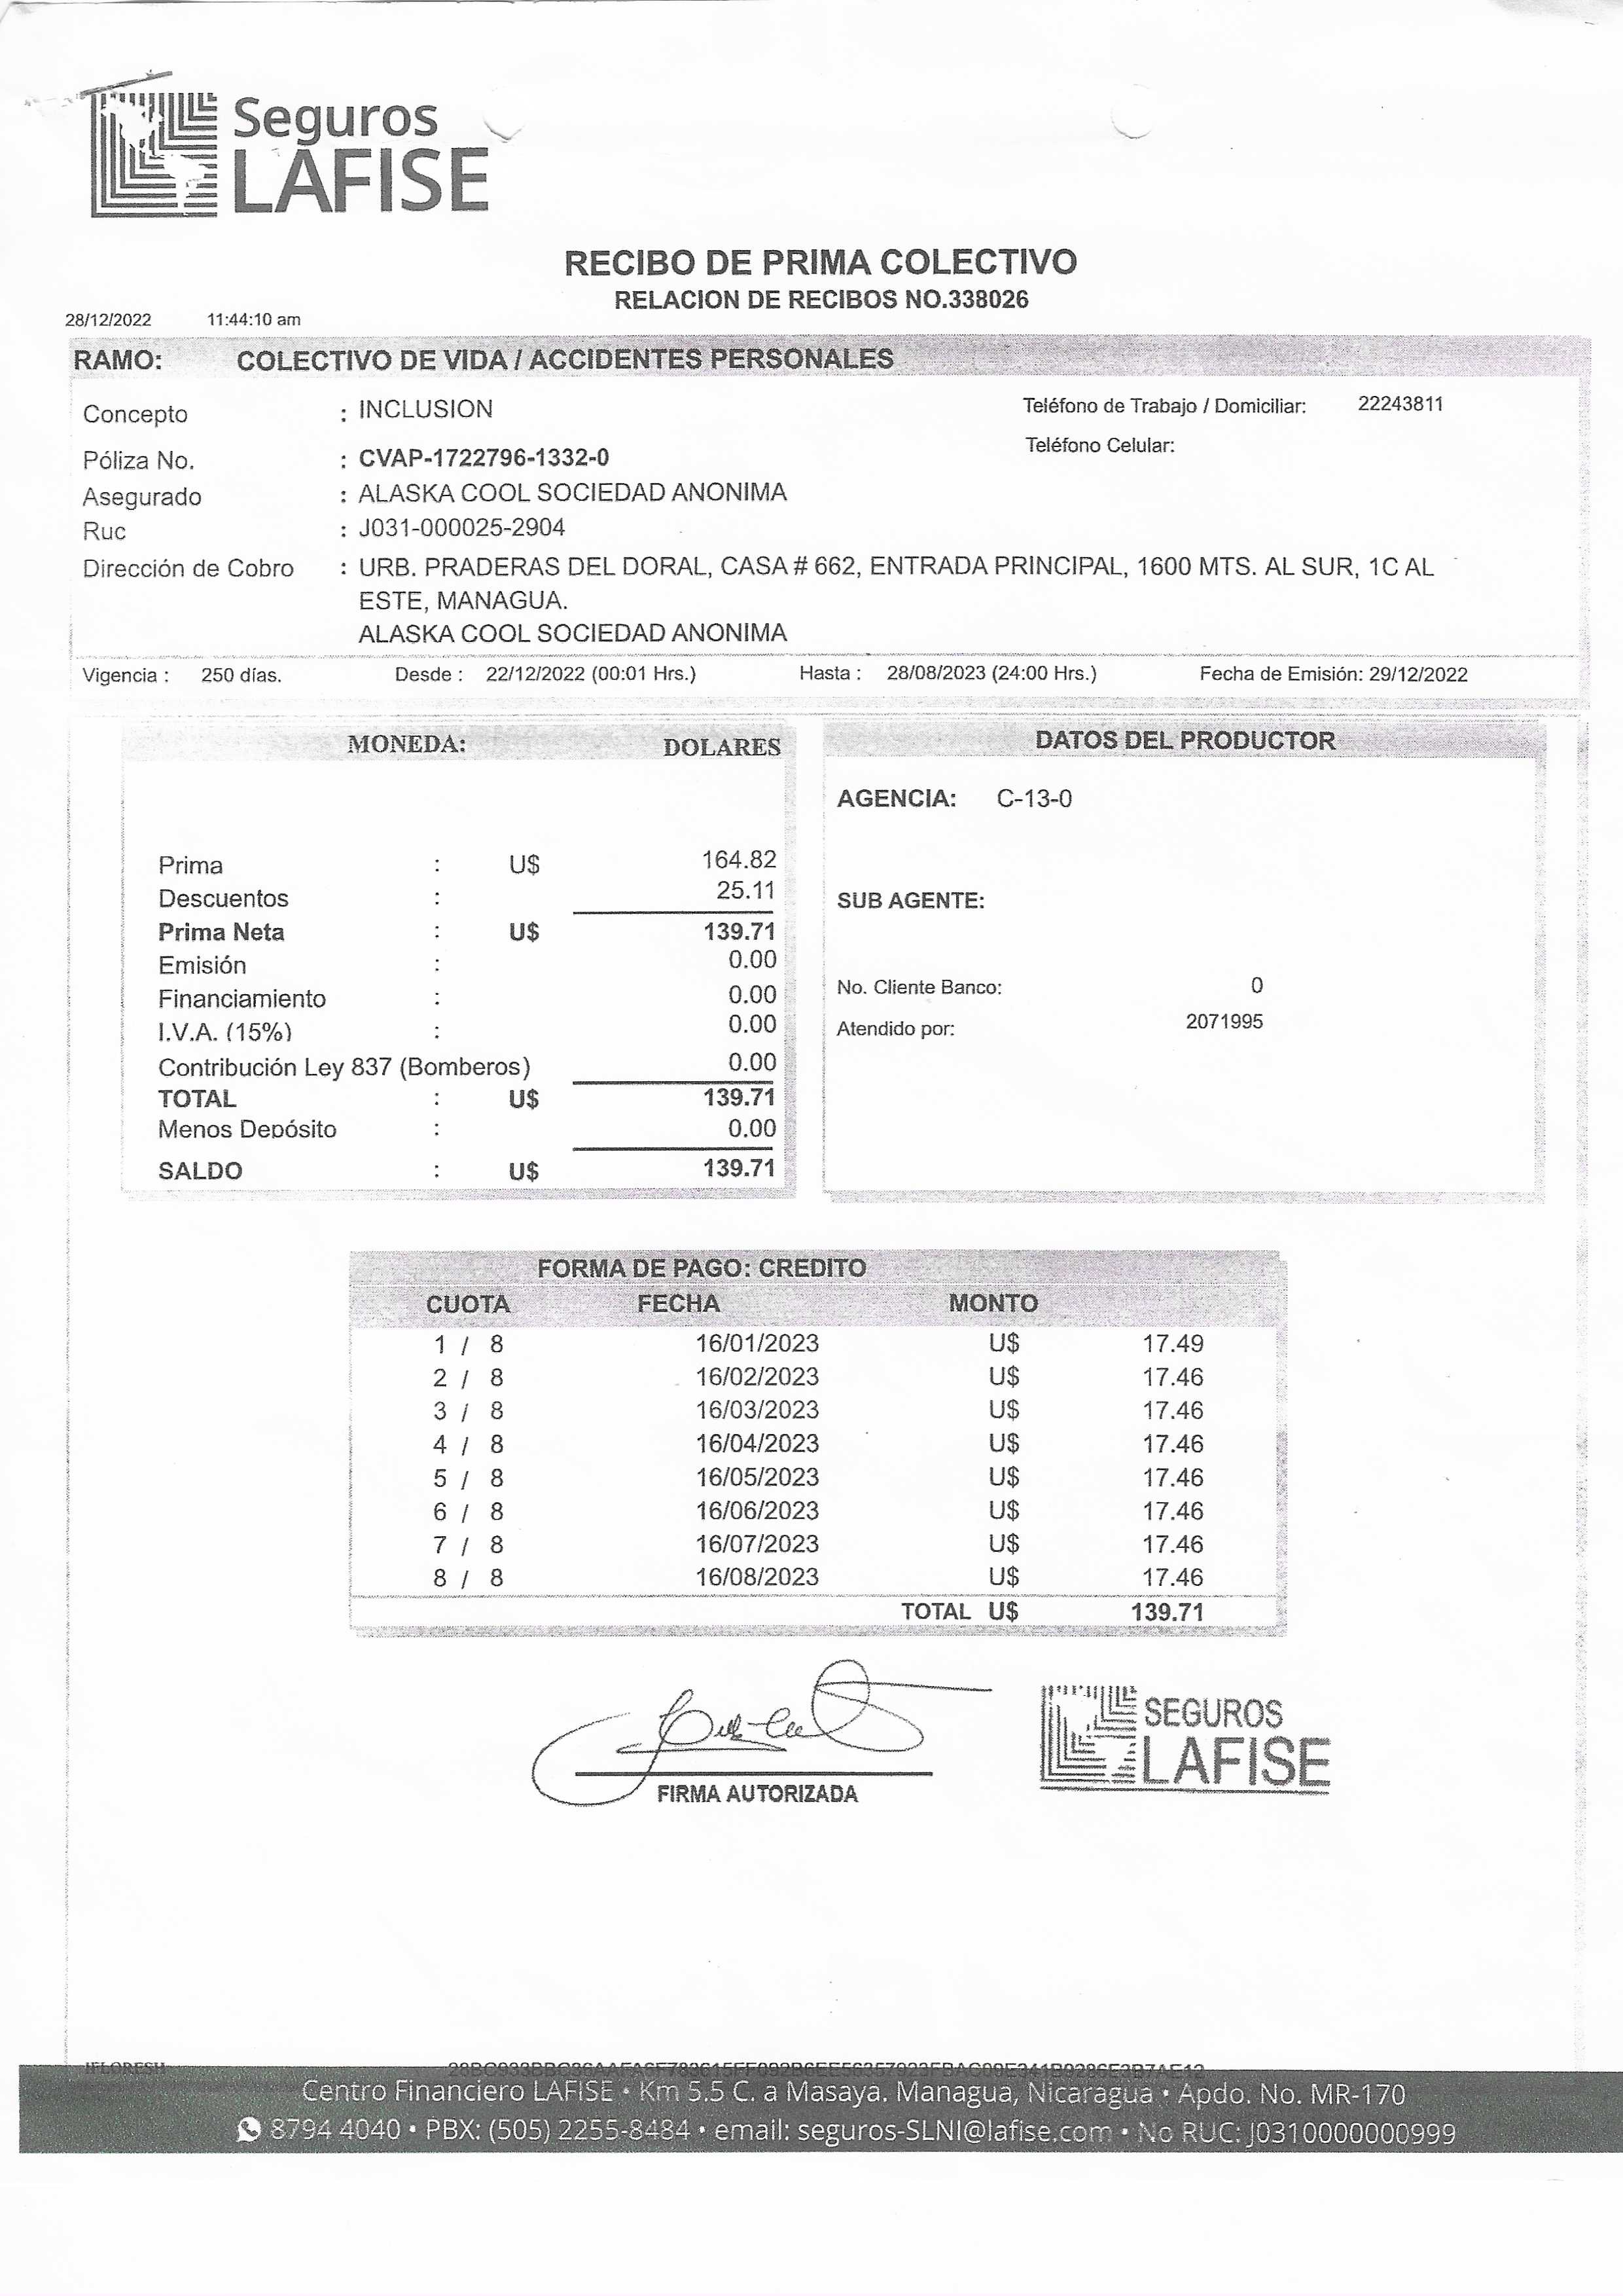 Seguros
LAFISE
RECIBO DE PRIMA COLECTIVO
RELACION DE RECIBOS NO.338026
28/12/2022 11:44:10 am
RAMO: COLECTIVO DE VIDA / ACCIDENTES PERSONALES
Concepto : INCLUSION Teléfono de Trabajo / Domiciliar: 22243811
Teléfono Celular:
Póliza No. : CVAP-1722796-1332-0
Asegurado : ALASKA COOL SOCIEDAD ANONIMA
Ruc : J031-000025-2904
Dirección de Cobro : URB. PRADERAS DEL DORAL, CASA # 662, ENTRADA PRINCIPAL, 1600 MTS. AL SUR, 1C AL
ESTE, MANAGUA.
ALASKA COOL SOCIEDAD ANONIMA
Vigencia : 250 días. Desde : 22/12/2022 (00:01 Hrs.) Hasta : 28/08/2023 (24:00 Hrs.) Fecha de Emisión: 29/12/2022
MONEDA: DOLARES
Prima : U$ 164.82
Descuentos : 25.11
Prima Neta : U$ 139.71
Emisión : 0.00
Financiamiento : 0.00
I.V.A. (15%) : 0.00
Contribución Ley 837 (Bomberos) 0.00
TOTAL : U$ 139.71
Menos Depósito : 0.00
SALDO : U$ 139.71
DATOS DEL PRODUCTOR
AGENCIA: C-13-0
SUB AGENTE:
No. Cliente Banco: 0
Atendido por: 2071995
FORMA DE PAGO: CREDITO
CUOTA FECHA MONTO
1 / 8 16/01/2023 U$ 17.49
2 / 8 16/02/2023 U$ 17.46
3 / 8 16/03/2023 U$ 17.46
4 / 8 16/04/2023 U$ 17.46
5 / 8 16/05/2023 U$ 17.46
6 / 8 16/06/2023 U$ 17.46
7 / 8 16/07/2023 U$ 17.46
8 / 8 16/08/2023 U$ 17.46
TOTAL U$ 139.71
FIRMA AUTORIZADA
SEGUROS
LAFISE
Centro Financiero LAFISE • Km 5.5 C. a Masaya. Managua, Nicaragua • Apdo. No. MR-170
8794 4040 • PBX: (505) 2255-8484 • email: seguros-SLNI@lafise.com • No RUC: J0310000000999